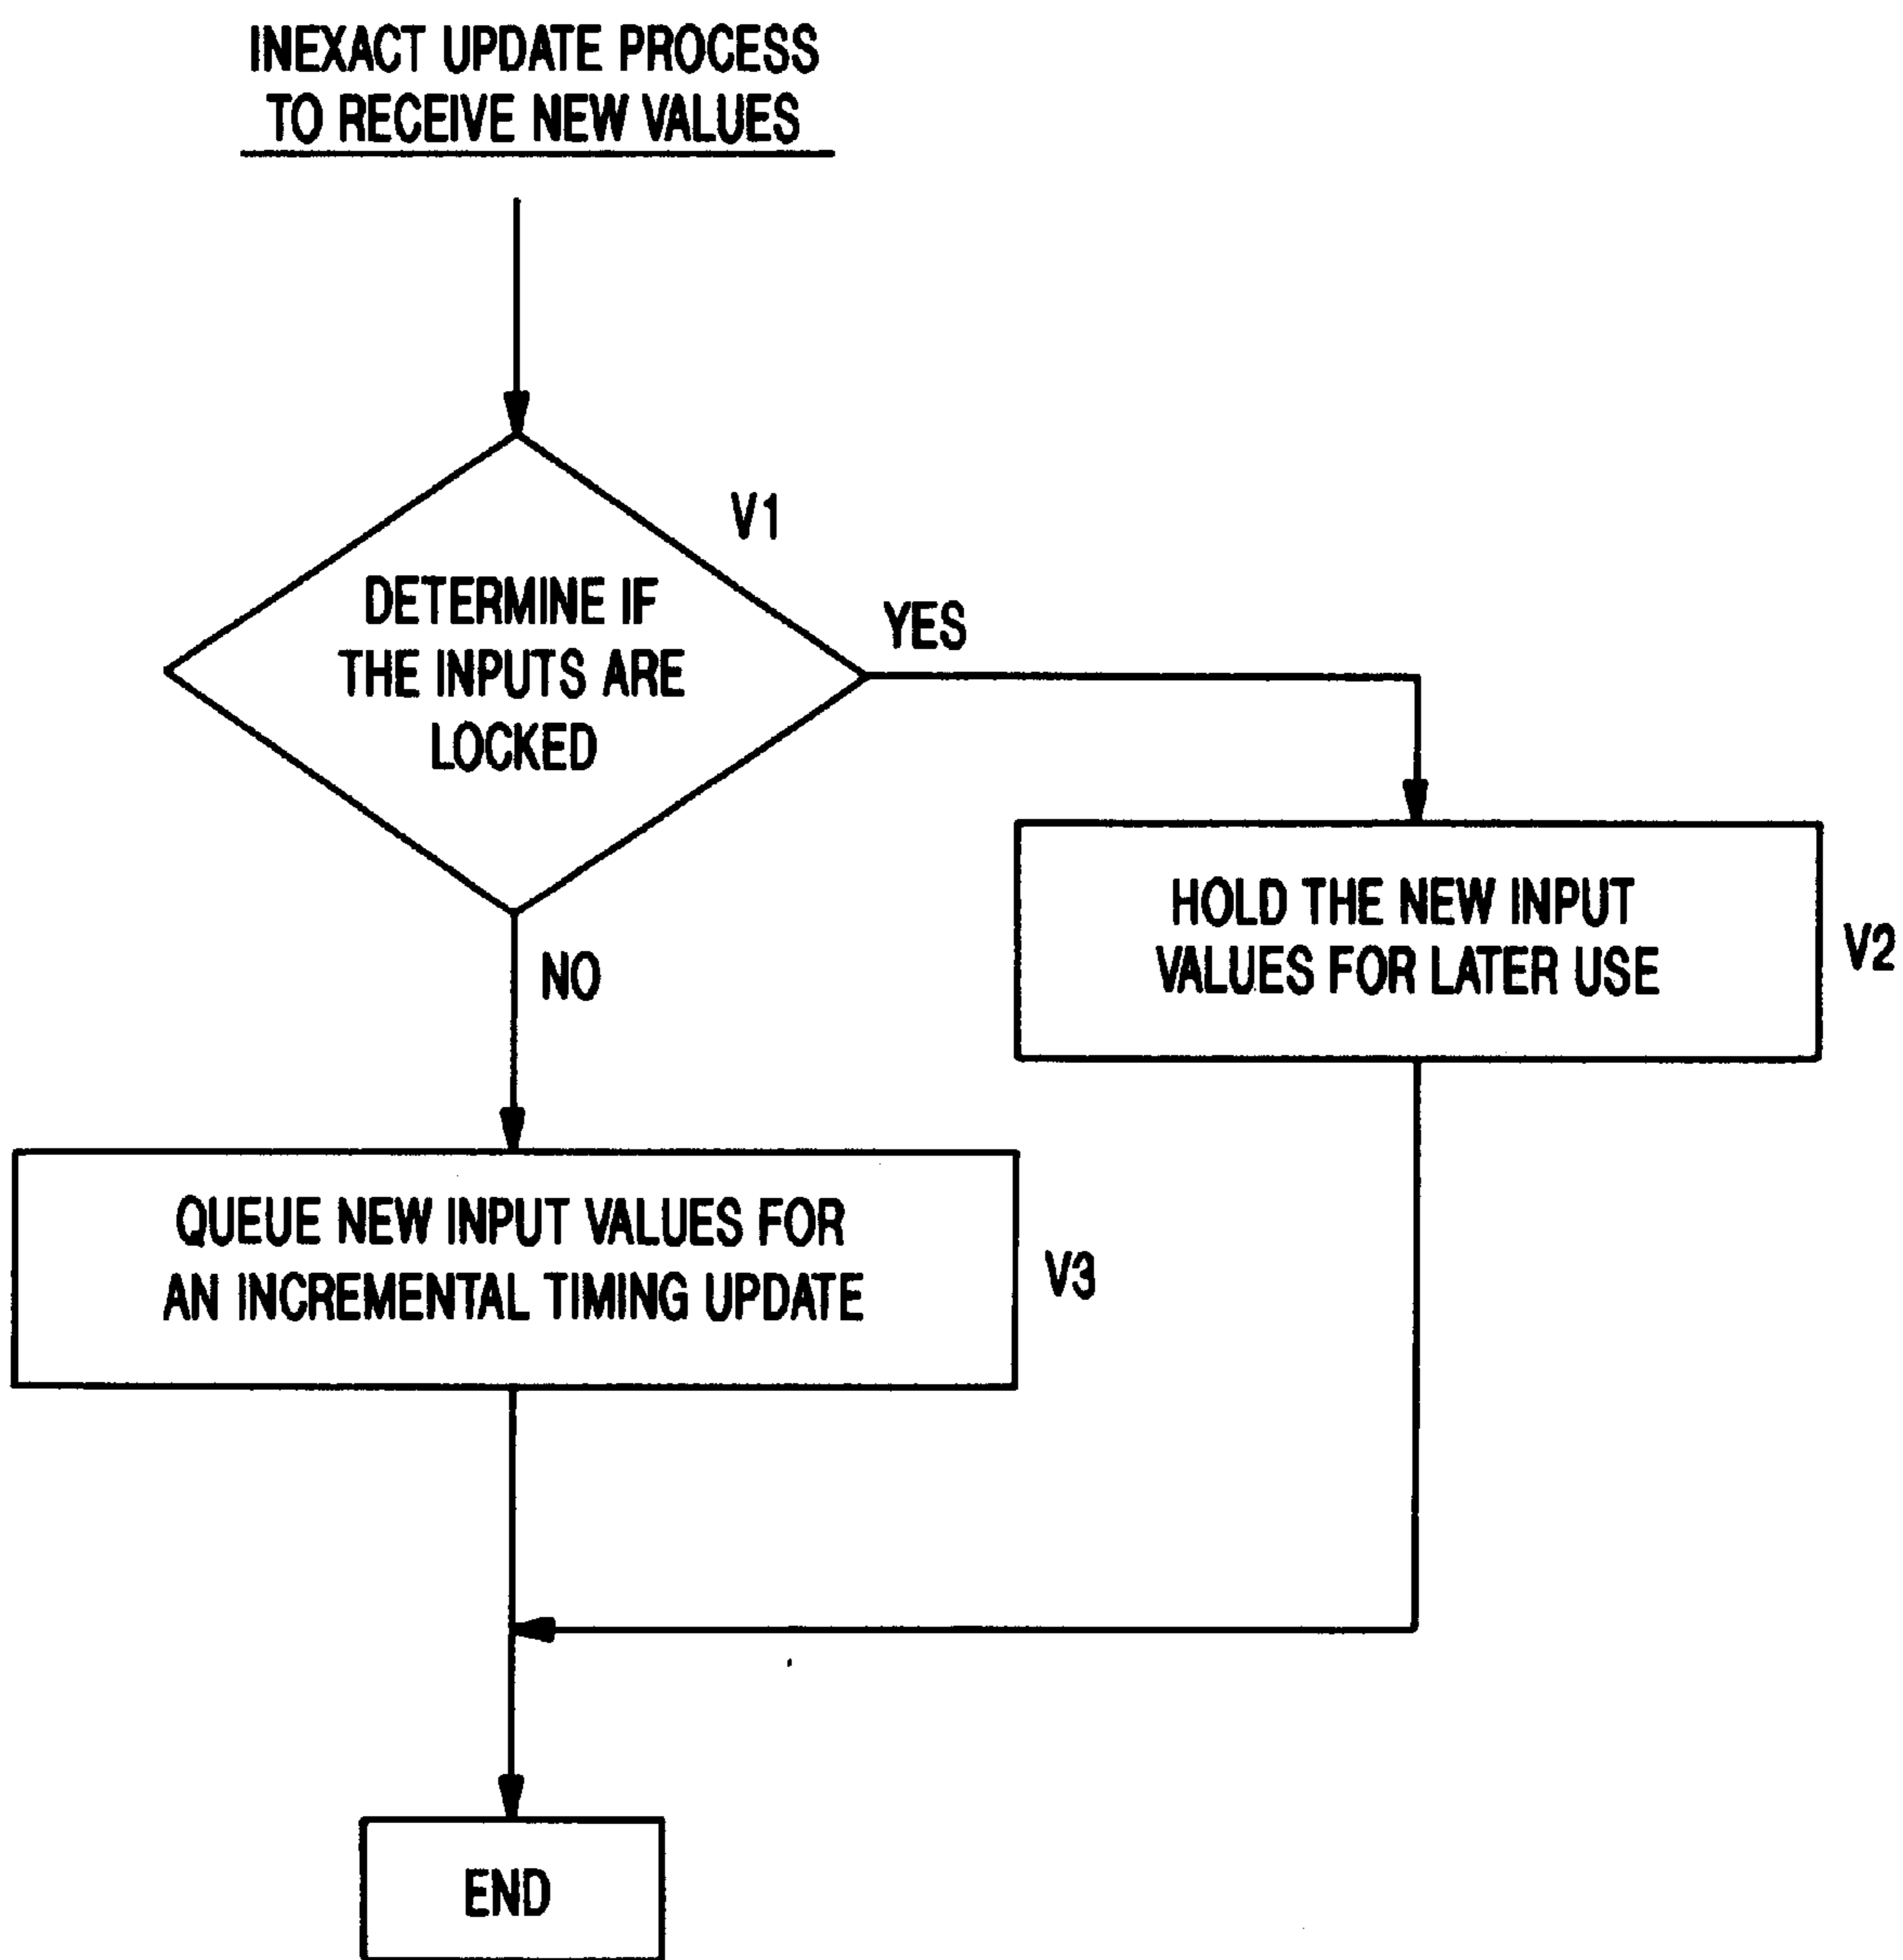 INEXACT UPDATE PROCESS
TO RECEIVE NEW VALUES
V1
DETERMINE IF
THE INPUTS ARE
LOCKED
YES
HOLD THE NEW INPUT
VALUES FOR LATER USE
V2
NO
QUEUE NEW INPUT VALUES FOR
AN INCREMENTAL TIMING UPDATE
V3
END